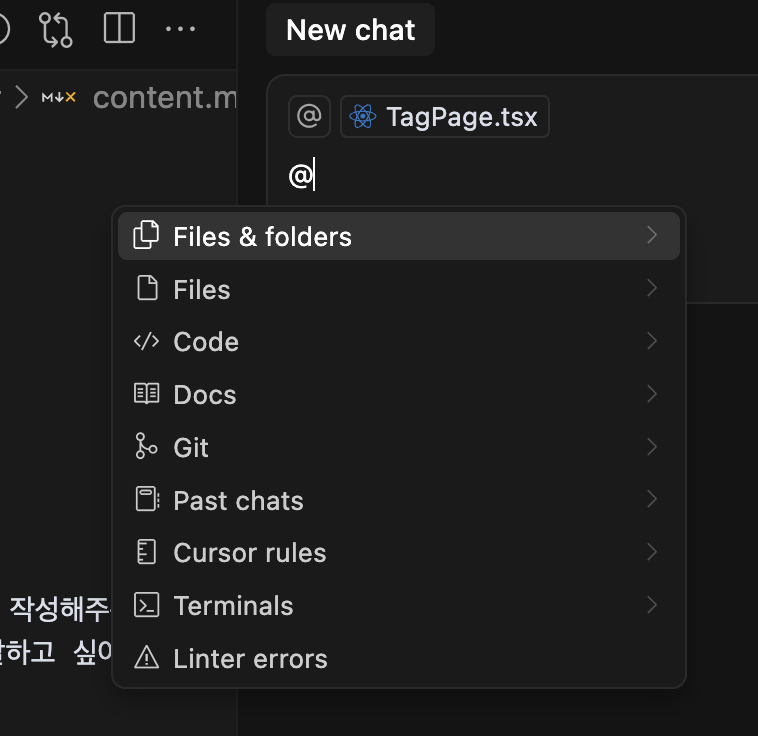 New chat
content.m
@ TagPage.tsx
@
Files & folders
Files
Code
Docs
Git
Past chats
Cursor rules
Terminals
Linter errors
작성해주
하고 싶